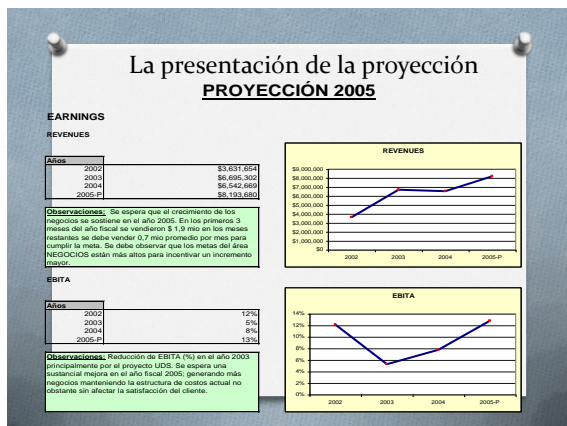 La presentación de la proyección
PROYECCIÓN 2005
EARNINGS
REVENUES
Años
2002 $3,631,654
2003 $6,695,302
2004 $6,542,669
2005-P $8,193,680
Observaciones: Se espera que el crecimiento de los
negocios se sostiene en el año 2005. En los primeros 3
meses del año fiscal se vendieron $ 1,9 mio en los meses
restantes se debe vender 0,7 mio promedio por mes para
cumplir la meta. Se debe observar que los metas del área
NEGOCIOS están más altos para incentivar un incremento
mayor.
REVENUES
$9,000,000
$8,000,000
$7,000,000
$6,000,000
$5,000,000
$4,000,000
$3,000,000
$2,000,000
$1,000,000
$0
2002 2003 2004 2005-P
EBITA
Años
2002 12%
2003 5%
2004 8%
2005-P 13%
Observaciones: Reducción de EBITA (%) en el año 2003
principalmente por el proyecto UDS. Se espera una
sustancial mejora en el año fiscal 2005; generando más
negocios manteniendo la estructura de costos actual no
obstante sin afectar la satisfacción del cliente.
EBITA
14%
12%
10%
8%
6%
4%
2%
0%
2002 2003 2004 2005-P